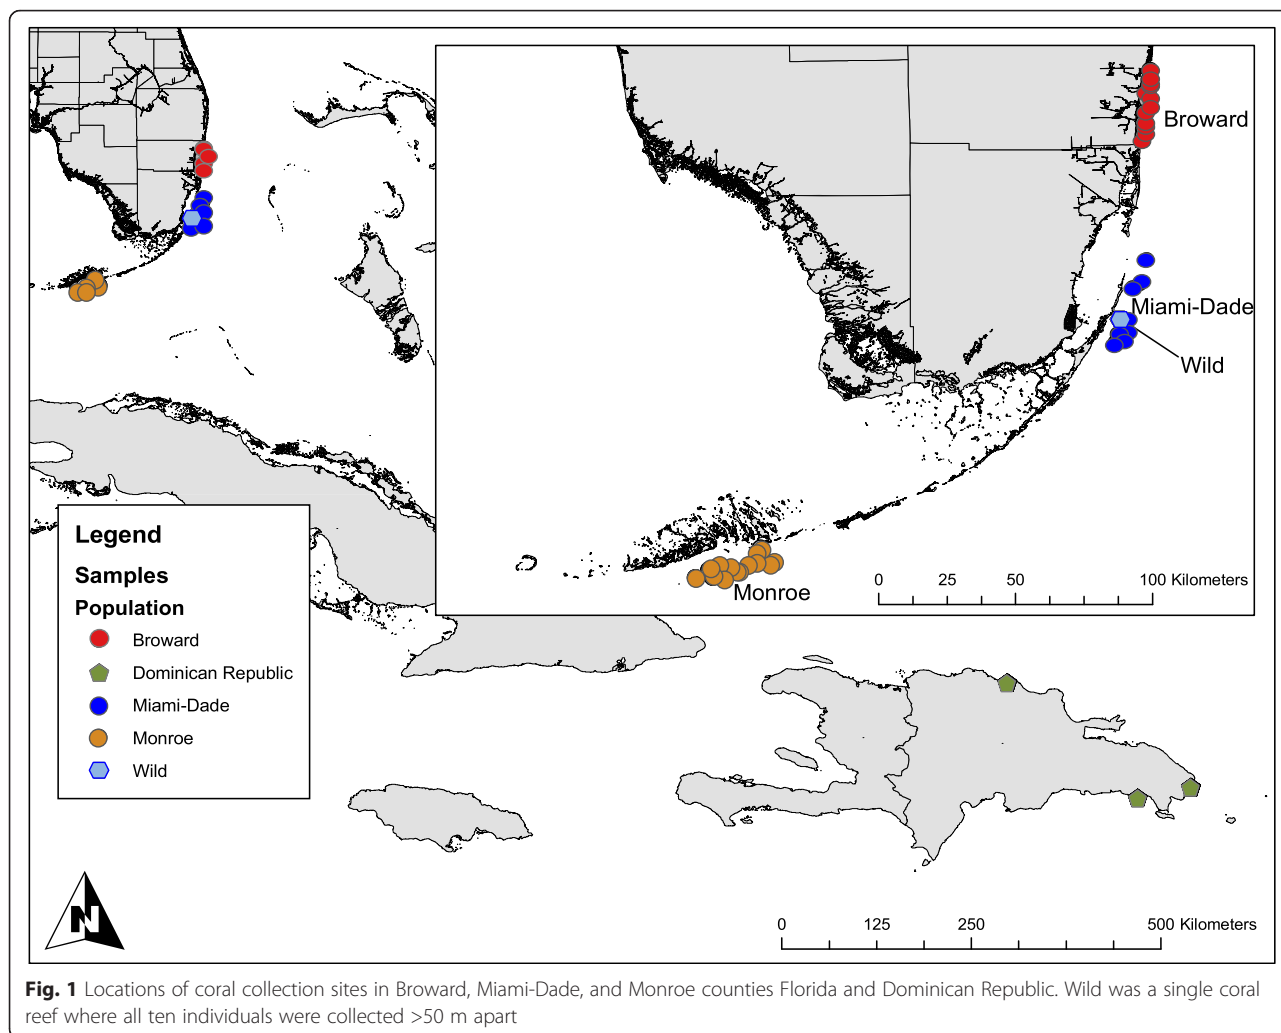 Broward
Miami-Dade
Wild
Monroe
0 25 50 100 Kilometers
Legend
Samples
Population
Broward
Dominican Republic
Miami-Dade
Monroe
Wild
N
0 125 250 500 Kilometers
Fig. 1 Locations of coral collection sites in Broward, Miami-Dade, and Monroe counties Florida and Dominican Republic. Wild was a single coral
reef where all ten individuals were collected >50 m apart